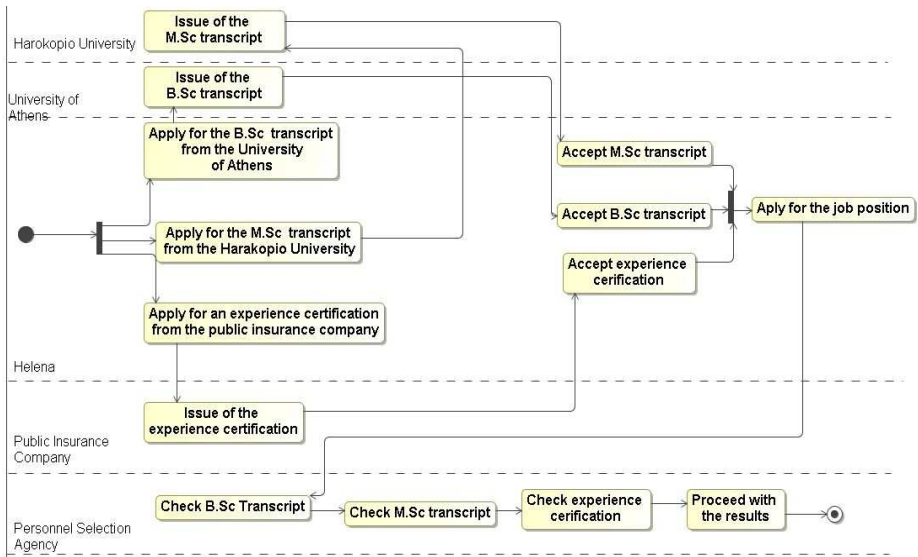 Issue of the
M.Sc transcript
Harokopio University
Issue of the
B.Sc transcript
University of
Athens
Apply for the B.Sc transcript
from the University
of Athens
Accept M.Sc transcript
Accept B.Sc transcript
Aply for the job position
Apply for the M.Sc transcript
from the Harakopio University
Accept experience
cerification
Apply for an experience certification
from the public insurance company
Helena
Issue of the
experience certification
Public Insurance
Company
Check B.Sc Transcript
Check M.Sc transcript
Check experience
cerification
Proceed with
the results
Personnel Selection
Agency